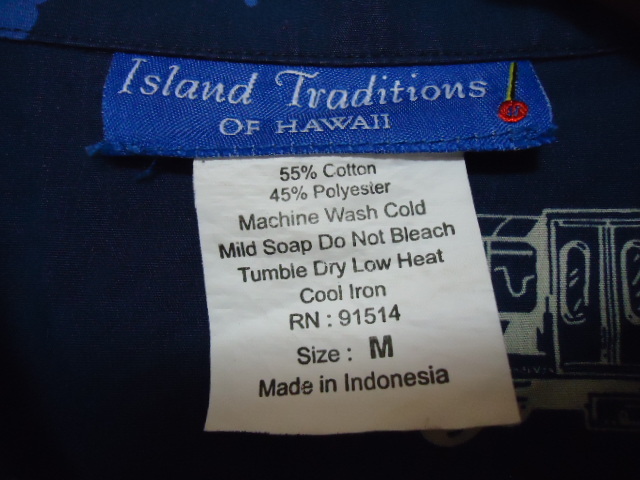 Island Traditions
OF HAWAII
55% Cotton
45% Polyester
Machine Wash Cold
Mild Soap Do Not Bleach
Tumble Dry Low Heat
Cool Iron
RN : 91514
Size : M
Made in Indonesia